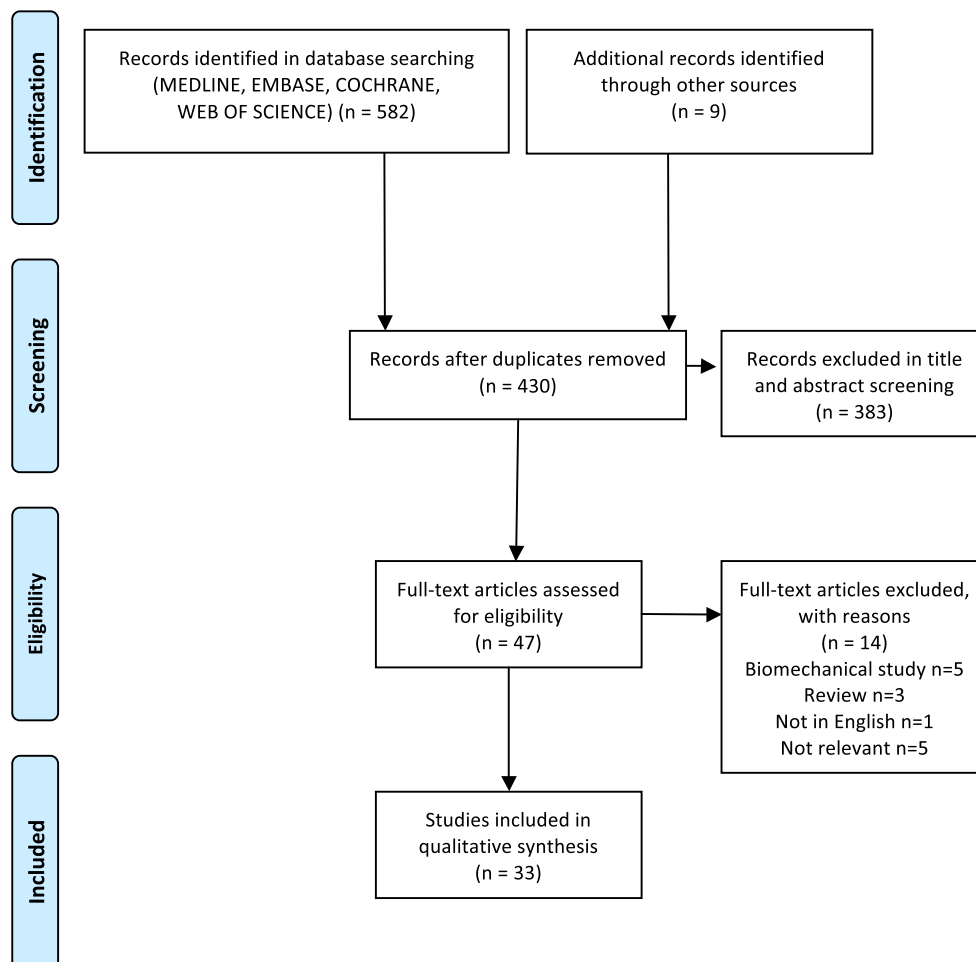 Identification
Records identified in database searching
(MEDLINE, EMBASE, COCHRANE,
WEB OF SCIENCE) (n = 582)
Additional records identified
through other sources
(n = 9)
Screening
Records after duplicates removed
(n = 430)
Records excluded in title
and abstract screening
(n = 383)
Eligibility
Full-text articles assessed
for eligibility
(n = 47)
Full-text articles excluded,
with reasons
(n = 14)
Biomechanical study n=5
Review n=3
Not in English n=1
Not relevant n=5
Included
Studies included in
qualitative synthesis
(n = 33)